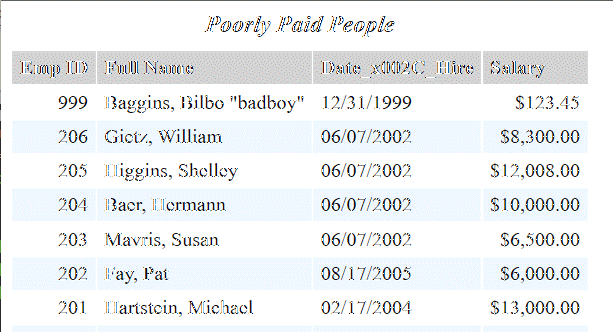 Poorly Paid People
Emp ID Full Name Date_x002C_Hire Salary
999 Baggins, Bilbo "badboy" 12/31/1999 $123.45
206 Gietz, William 06/07/2002 $8,300.00
205 Higgins, Shelley 06/07/2002 $12,008.00
204 Baer, Hermann 06/07/2002 $10,000.00
203 Mavris, Susan 06/07/2002 $6,500.00
202 Fay, Pat 08/17/2005 $6,000.00
201 Hartstein, Michael 02/17/2004 $13,000.00